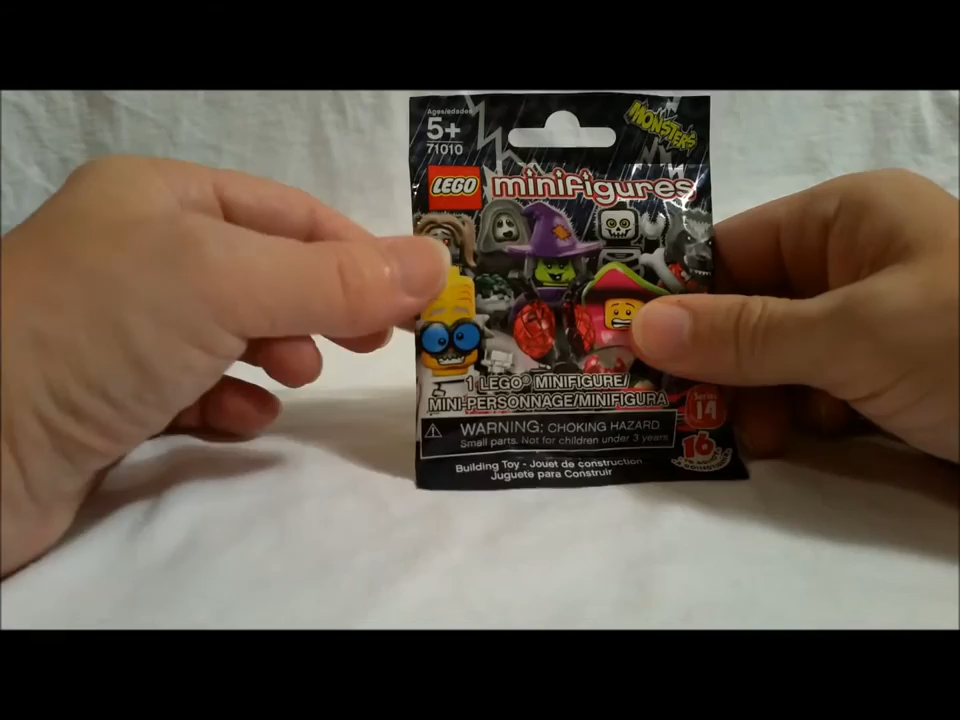 Ages/edades
5+
71010
MONSTERS
LEGO minifigures
1 LEGO® MINIFIGURE/
MINI-PERSONNAGE/MINIFIGURA
Series 14
WARNING: CHOKING HAZARD
Small parts. Not for children under 3 years.
16
Building Toy - Jouet de construction
Juguete para Construir